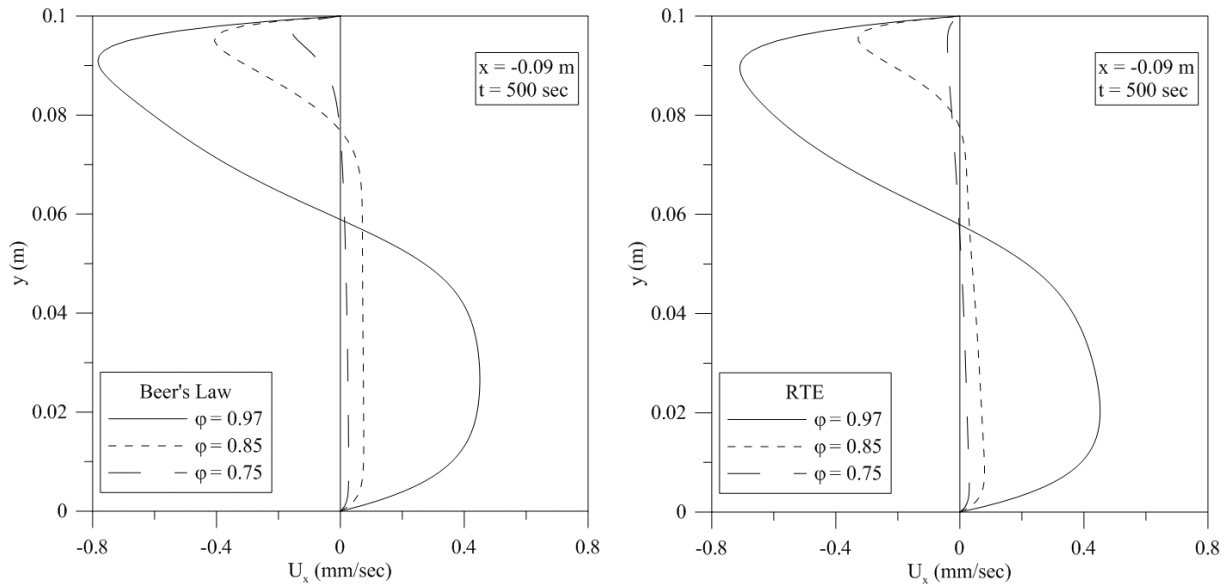 0.1
0.08
0.06
0.04
0.02
0
y (m)
x = -0.09 m
t = 500 sec
Beer's Law
φ = 0.97
φ = 0.85
φ = 0.75
-0.8 -0.4 0 0.4 0.8
U_x (mm/sec)
0.1
0.08
0.06
0.04
0.02
0
y (m)
x = -0.09 m
t = 500 sec
RTE
φ = 0.97
φ = 0.85
φ = 0.75
-0.8 -0.4 0 0.4 0.8
U_x (mm/sec)